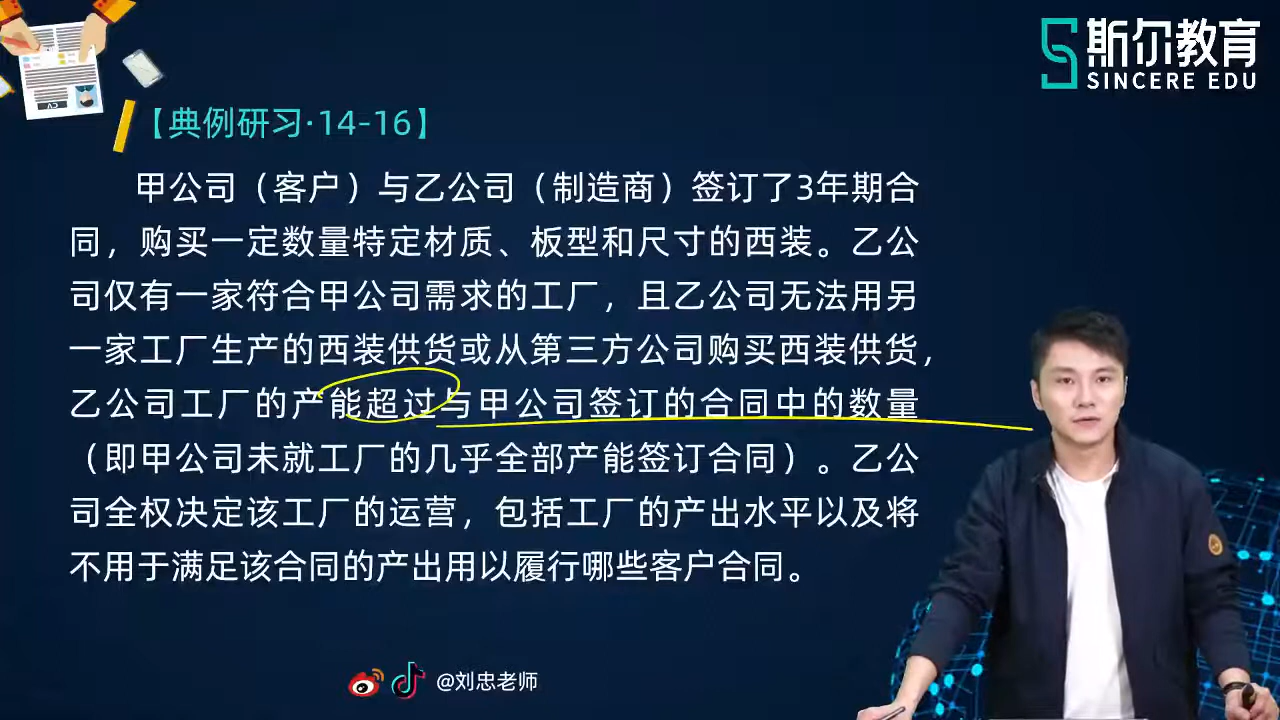 斯尔教育
SINCERE EDU
CV
【典例研习·14-16】
甲公司（客户）与乙公司（制造商）签订了3年期合
同，购买一定数量特定材质、板型和尺寸的西装。乙公
司仅有一家符合甲公司需求的工厂，且乙公司无法用另
一家工厂生产的西装供货或从第三方公司购买西装供货，
乙公司工厂的产能超过与甲公司签订的合同中的数量
（即甲公司未就工厂的几乎全部产能签订合同）。乙公
司全权决定该工厂的运营，包括工厂的产出水平以及将
不用于满足该合同的产出用以履行哪些客户合同。
@刘忠老师